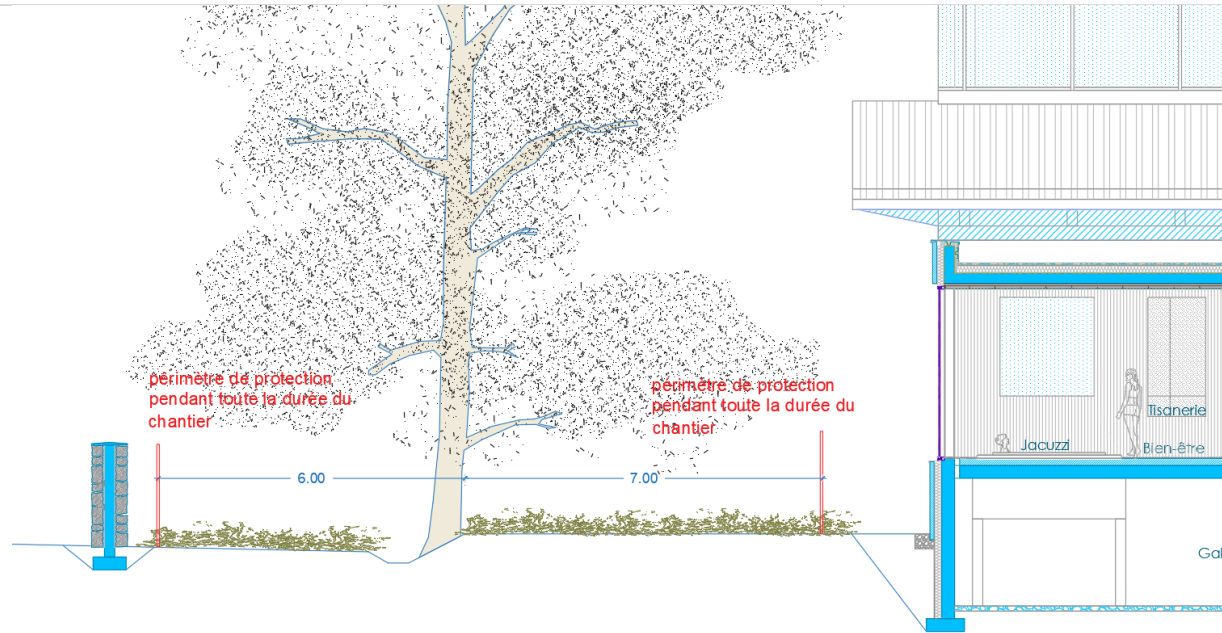 périmètre de protection
pendant toute la durée du
chantier
périmètre de protection
pendant toute la durée du
chantier
6.00
7.00
Tisanerie
Jacuzzi
Bien-être